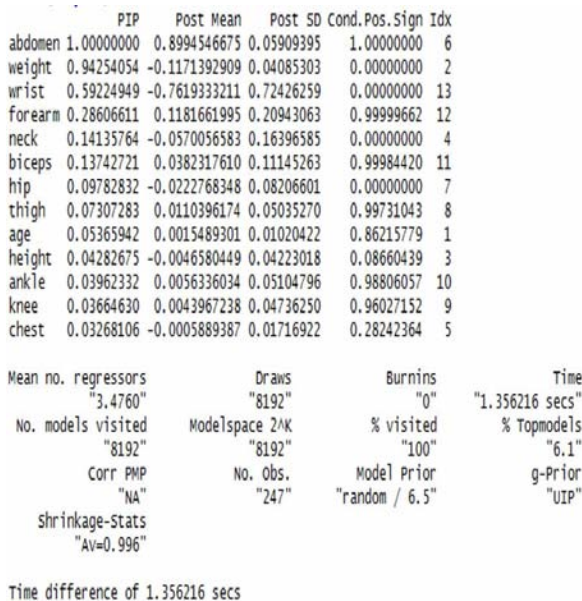 PIP Post Mean Post SD Cond.Pos.Sign Idx
abdomen 1.00000000 0.8994546675 0.05909395 1.00000000 6
weight 0.94254054 -0.1171392909 0.04085303 0.00000000 2
wrist 0.59224949 -0.7619333211 0.72426259 0.00000000 13
forearm 0.28606611 0.1181661995 0.20943063 0.99999662 12
neck 0.14135764 -0.0570056583 0.16396585 0.00000000 4
biceps 0.13742721 0.0382317610 0.11145263 0.99984420 11
hip 0.09782832 -0.0222768348 0.08206601 0.00000000 7
thigh 0.07307283 0.0110396174 0.05035270 0.99731043 8
age 0.05365942 0.0015489301 0.01020422 0.86215779 1
height 0.04282675 -0.0046580449 0.04223018 0.08660439 3
ankle 0.03962332 0.0056336034 0.05104796 0.98806057 10
knee 0.03664630 0.0043967238 0.04736250 0.96027152 9
chest 0.03268106 -0.0005889387 0.01716922 0.28242364 5
Mean no. regressors Draws Burnins Time
"3.4760" "8192" "0" "1.356216 secs"
No. models visited Modelspace 2^K % visited % Topmodels
"8192" "8192" "100" "6.1"
Corr PMP No. Obs. Model Prior g-Prior
"NA" "247" "random / 6.5" "UIP"
Shrinkage-Stats
"Av=0.996"
Time difference of 1.356216 secs